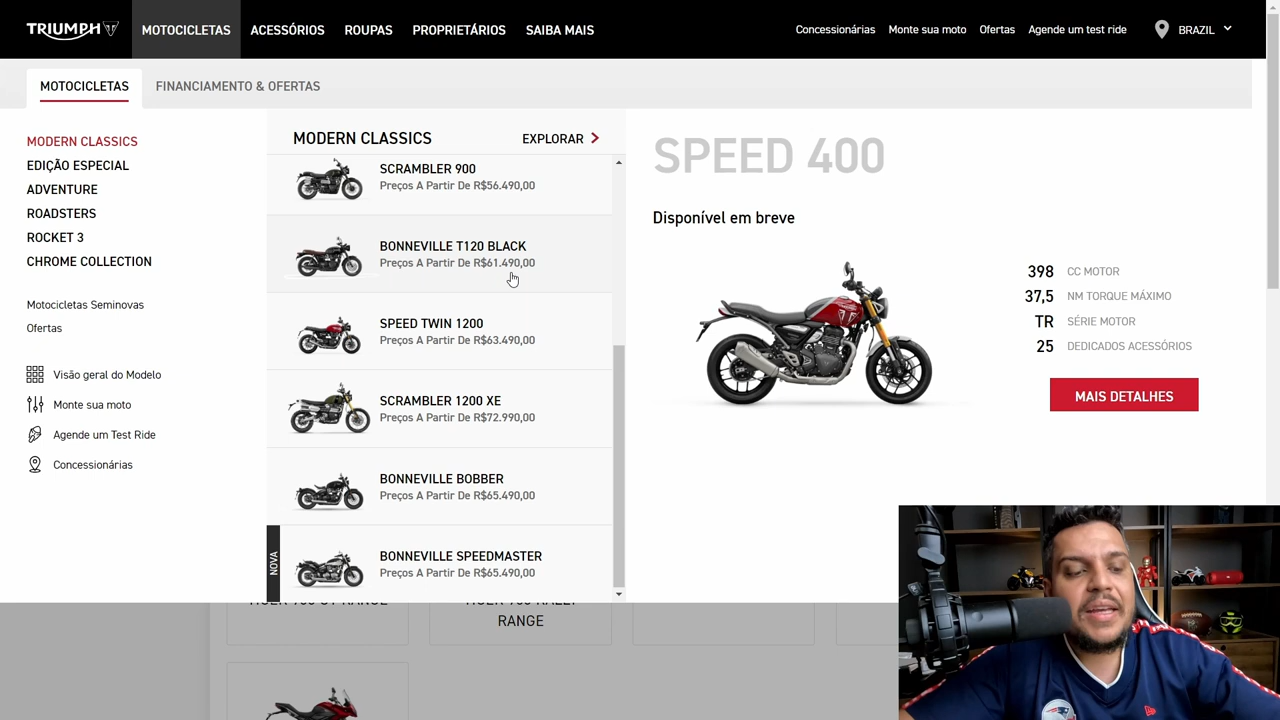 TRIUMPH
MOTOCICLETAS
ACESSÓRIOS
ROUPAS
PROPRIETÁRIOS
SAIBA MAIS
Concessionárias
Monte sua moto
Ofertas
Agende um test ride
BRAZIL
MOTOCICLETAS
FINANCIAMENTO & OFERTAS
MODERN CLASSICS
EDIÇÃO ESPECIAL
ADVENTURE
ROADSTERS
ROCKET 3
CHROME COLLECTION
Motocicletas Seminovas
Ofertas
Visão geral do Modelo
Monte sua moto
Agende um Test Ride
Concessionárias
MODERN CLASSICS
EXPLORAR
SCRAMBLER 900
Preços A Partir De R$56.490,00
BONNEVILLE T120 BLACK
Preços A Partir De R$61.490,00
SPEED TWIN 1200
Preços A Partir De R$63.490,00
SCRAMBLER 1200 XE
Preços A Partir De R$72.990,00
BONNEVILLE BOBBER
Preços A Partir De R$65.490,00
NOVA
BONNEVILLE SPEEDMASTER
Preços A Partir De R$65.490,00
SPEED 400
Disponível em breve
398 CC MOTOR
37,5 NM TORQUE MÁXIMO
TR SÉRIE MOTOR
25 DEDICADOS ACESSÓRIOS
MAIS DETALHES
RANGE